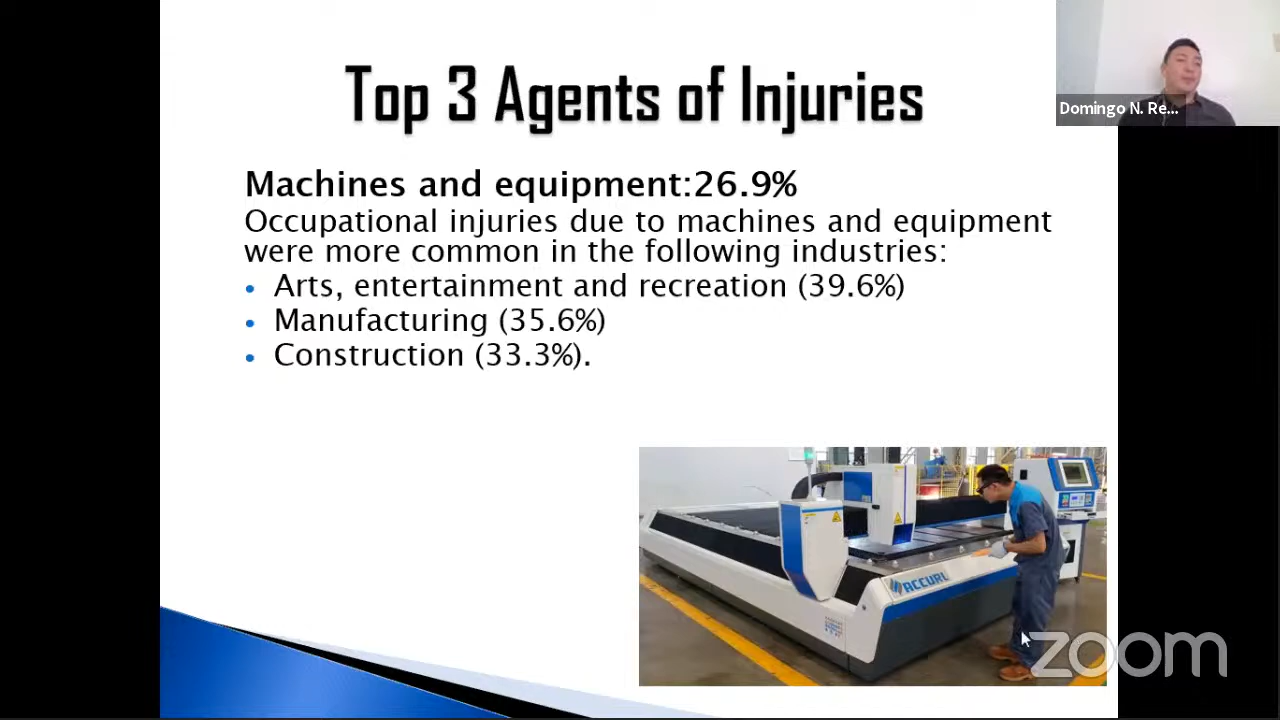 Top 3 Agents of Injuries
Domingo N. Re...
Machines and equipment:26.9%
Occupational injuries due to machines and equipment
were more common in the following industries:
• Arts, entertainment and recreation (39.6%)
• Manufacturing (35.6%)
• Construction (33.3%).
ACCURL
zoom